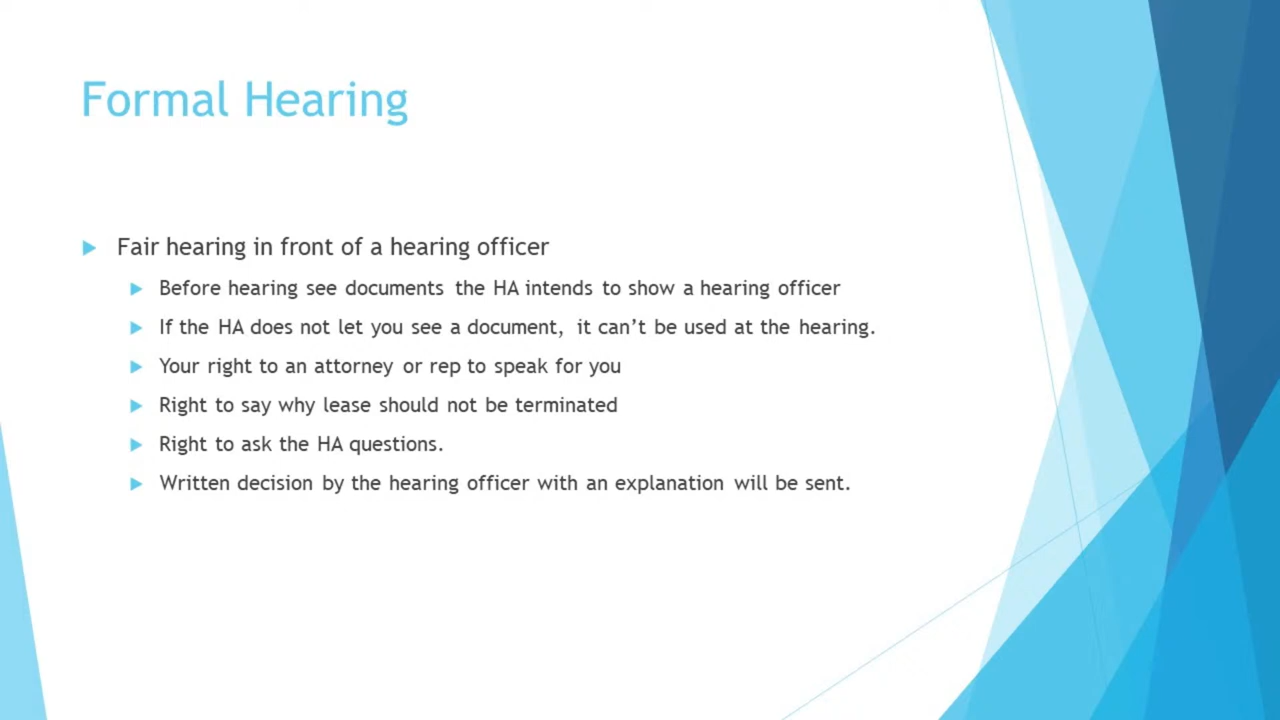 Formal Hearing
Fair hearing in front of a hearing officer
Before hearing see documents the HA intends to show a hearing officer
If the HA does not let you see a document, it can’t be used at the hearing.
Your right to an attorney or rep to speak for you
Right to say why lease should not be terminated
Right to ask the HA questions.
Written decision by the hearing officer with an explanation will be sent.